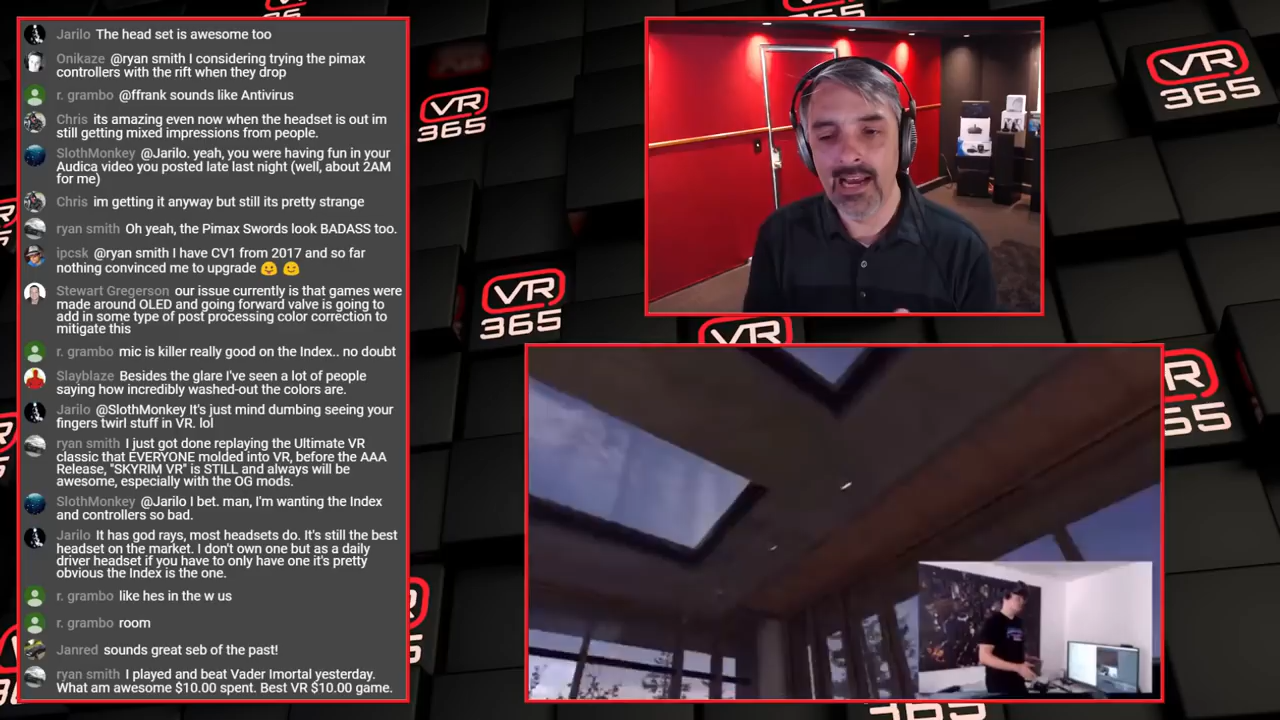 Jarilo The head set is awesome too
Onikaze @ryan smith I considering trying the pimax
controllers with the rift when they drop
r. grambo @ffrank sounds like Antivirus
Chris its amazing even now when the headset is out im
still getting mixed impressions from people.
SlothMonkey @Jarilo. yeah, you were having fun in your
Audica video you posted late last night (well, about 2AM
for me)
Chris im getting it anyway but still its pretty strange
ryan smith Oh yeah, the Pimax Swords look BADASS too.
ipcsk @ryan smith I have CV1 from 2017 and so far
nothing convinced me to upgrade 😛 😉
Stewart Gregerson our issue currently is that games were
made around OLED and going forward valve is going to
add in some type of post processing color correction to
mitigate this
r. grambo mic is killer really good on the Index.. no doubt
Slayblaze Besides the glare I've seen a lot of people
saying how incredibly washed-out the colors are.
Jarilo @SlothMonkey It's just mind dumbing seeing your
fingers twirl stuff in VR. lol
ryan smith I just got done replaying the Ultimate VR
classic that EVERYONE molded into VR, before the AAA
Release, "SKYRIM VR" is STILL and always will be
awesome, especially with the OG mods.
SlothMonkey @Jarilo I bet. man, I'm wanting the Index
and controllers so bad.
Jarilo It has god rays, most headsets do. It's still the best
headset on the market. I don't own one but as a daily
driver headset if you have to only have one it's pretty
obvious the Index is the one.
r. grambo like hes in the w us
r. grambo room
Janred sounds great seb of the past!
ryan smith I played and beat Vader Imortal yesterday.
What am awesome $10.00 spent. Best VR $10.00 game.
VR
365
VR
365
VR
365
VR
R
65
365